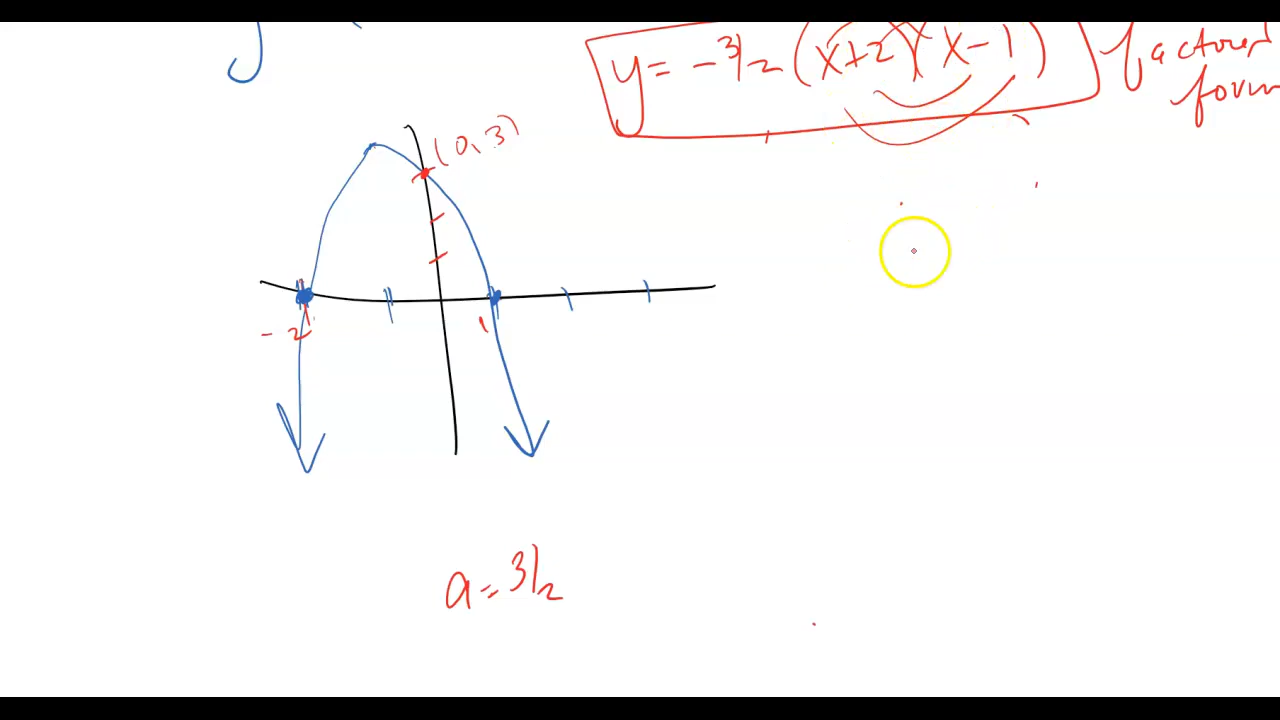 y = -3/2 (x+2)(x-1)
factored
form
(0, 3)
-2
1
a = 3/2